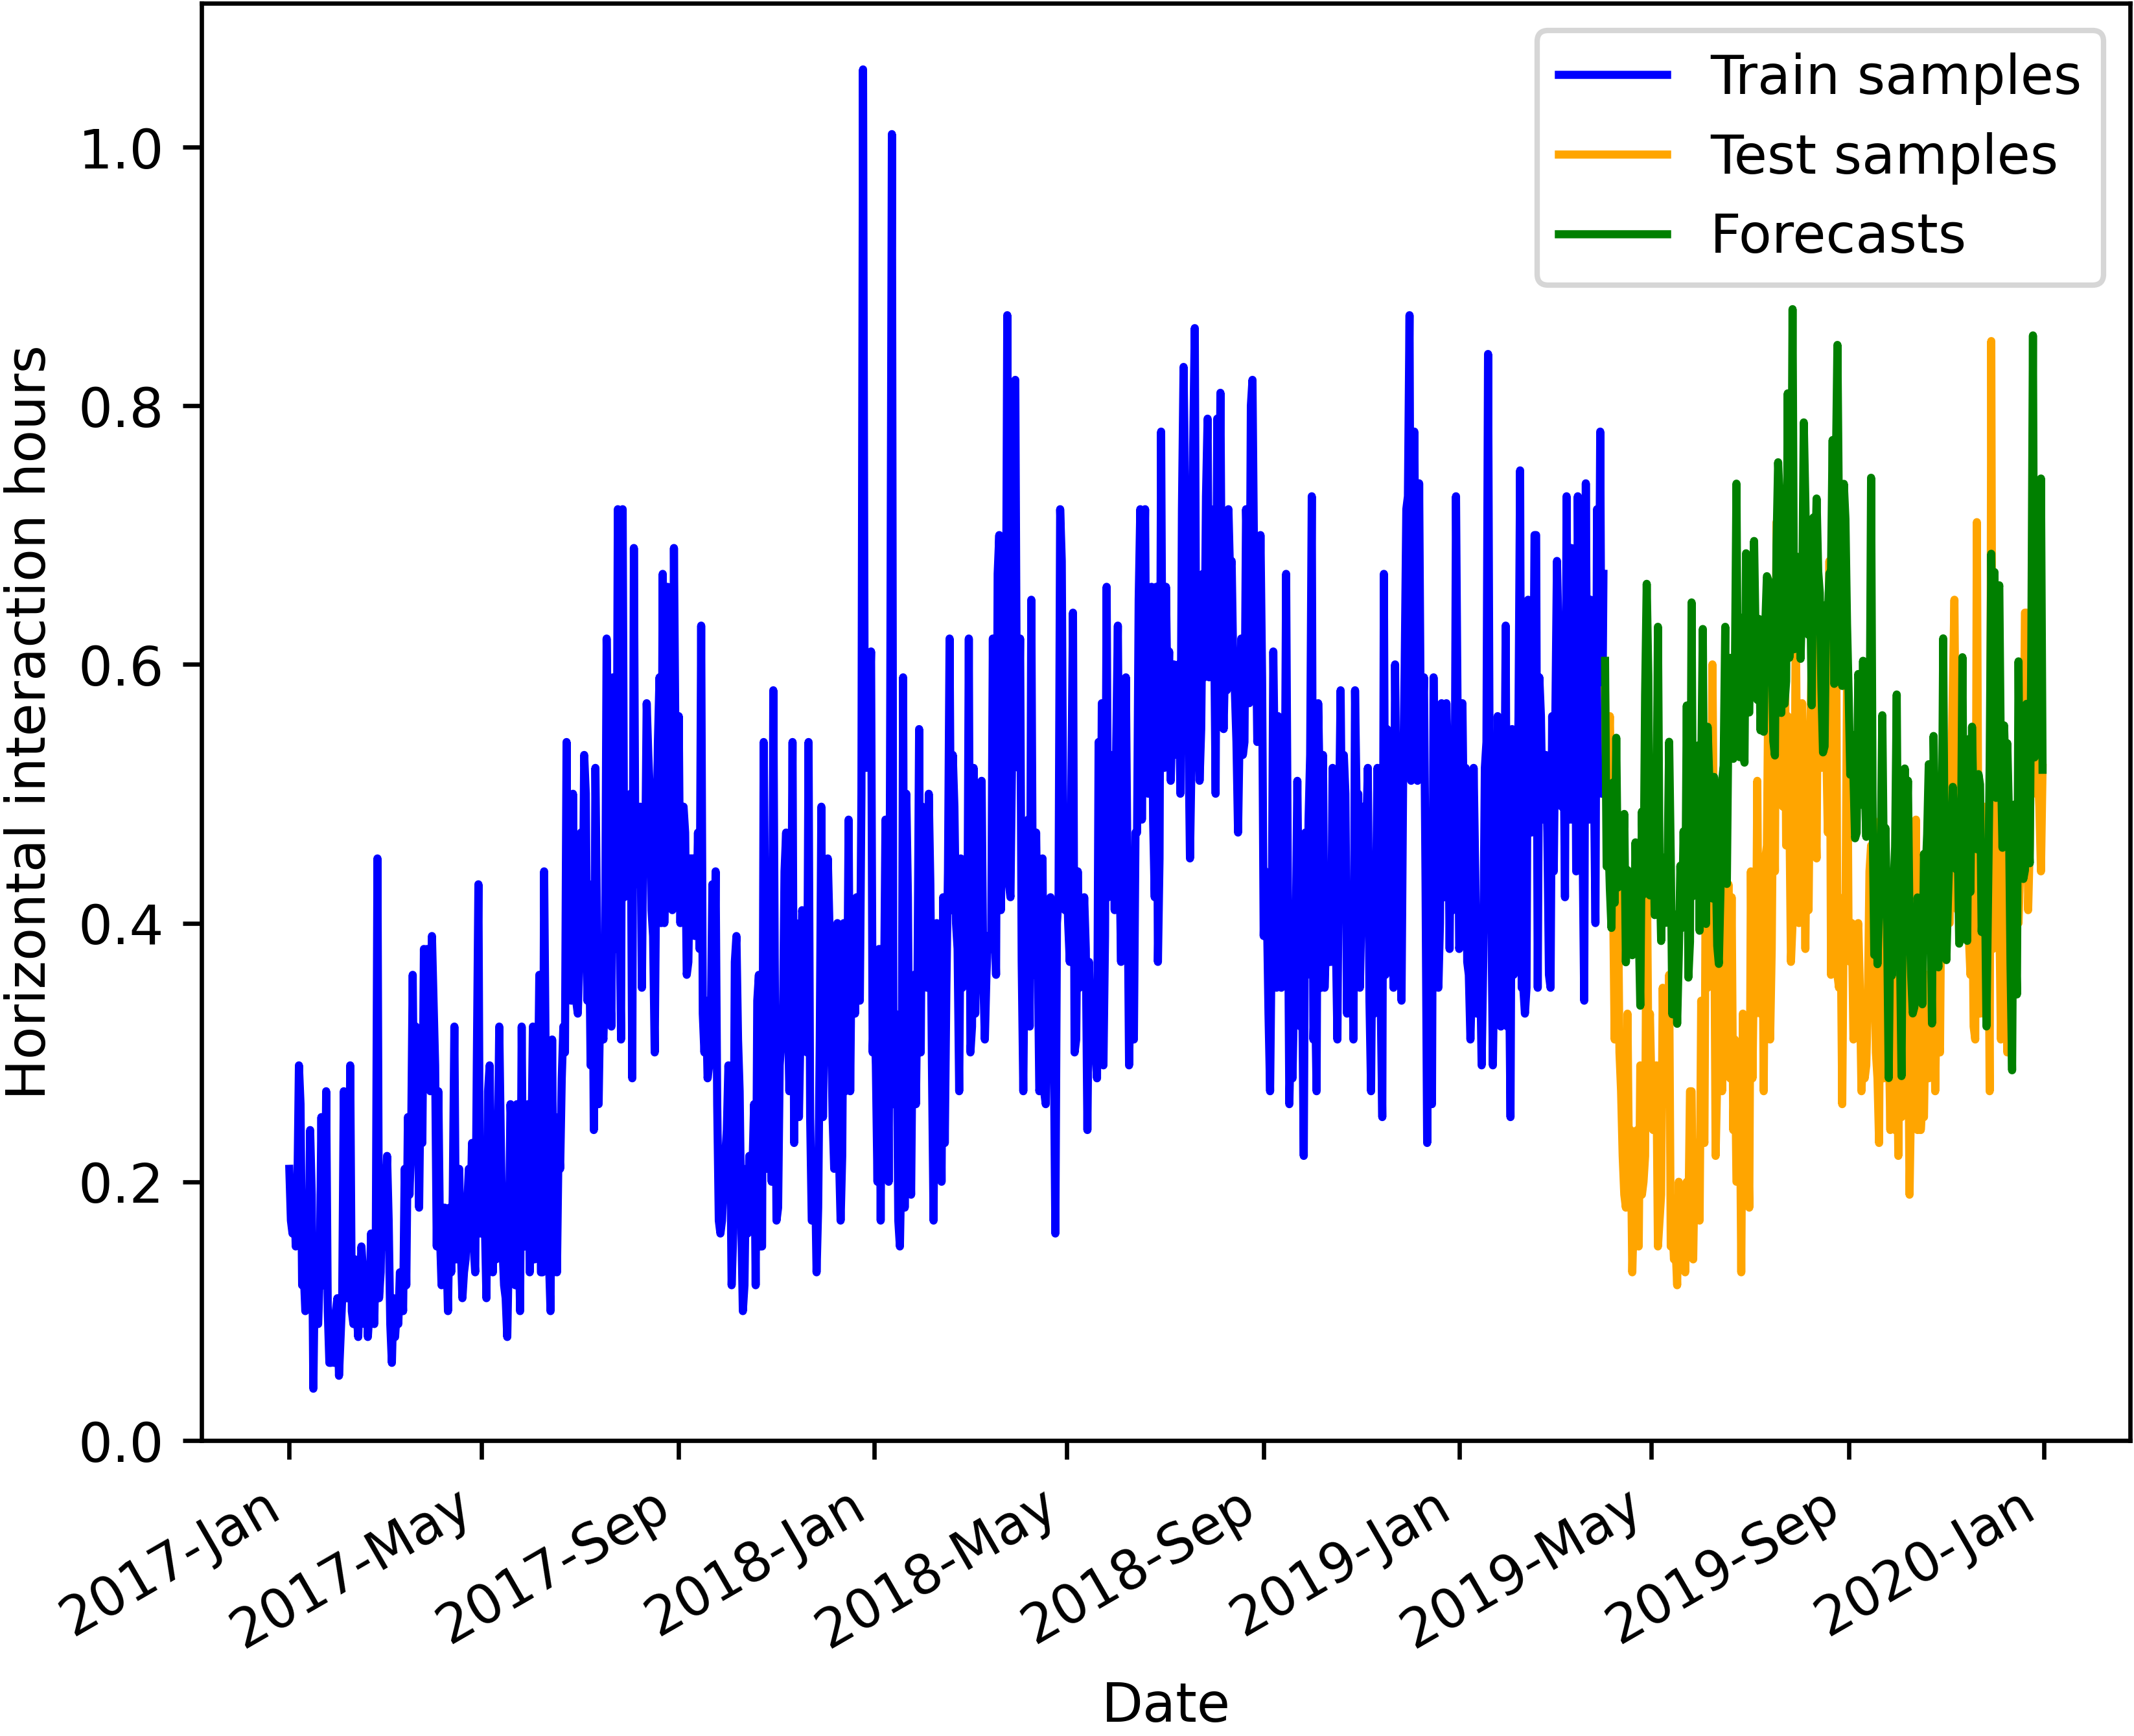 Train samples
Test samples
Forecasts
Horizontal interaction hours
1.0
0.8
0.6
0.4
0.2
0.0
2017-Jan
2017-May
2017-Sep
2018-Jan
2018-May
2018-Sep
2019-Jan
2019-May
2019-Sep
2020-Jan
Date